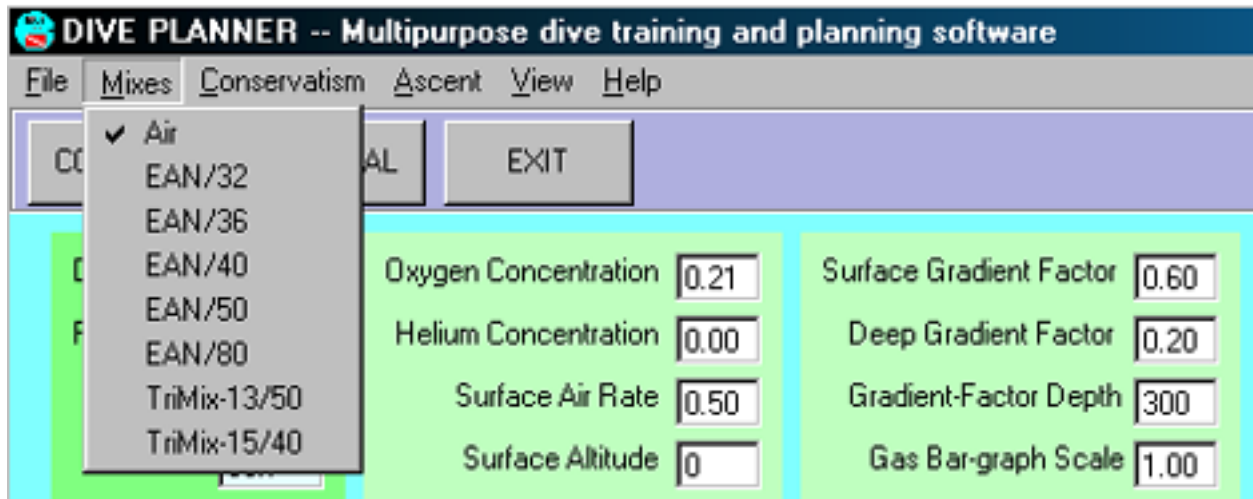 DIVE PLANNER -- Multipurpose dive training and planning software
File Mixes Conservatism Ascent View Help
EXIT
Air
EAN/32
EAN/36
EAN/40
EAN/50
EAN/80
TriMix-13/50
TriMix-15/40
Oxygen Concentration 0.21
Helium Concentration 0.00
Surface Air Rate 0.50
Surface Altitude 0
Surface Gradient Factor 0.60
Deep Gradient Factor 0.20
Gradient-Factor Depth 300
Gas Bar-graph Scale 1.00